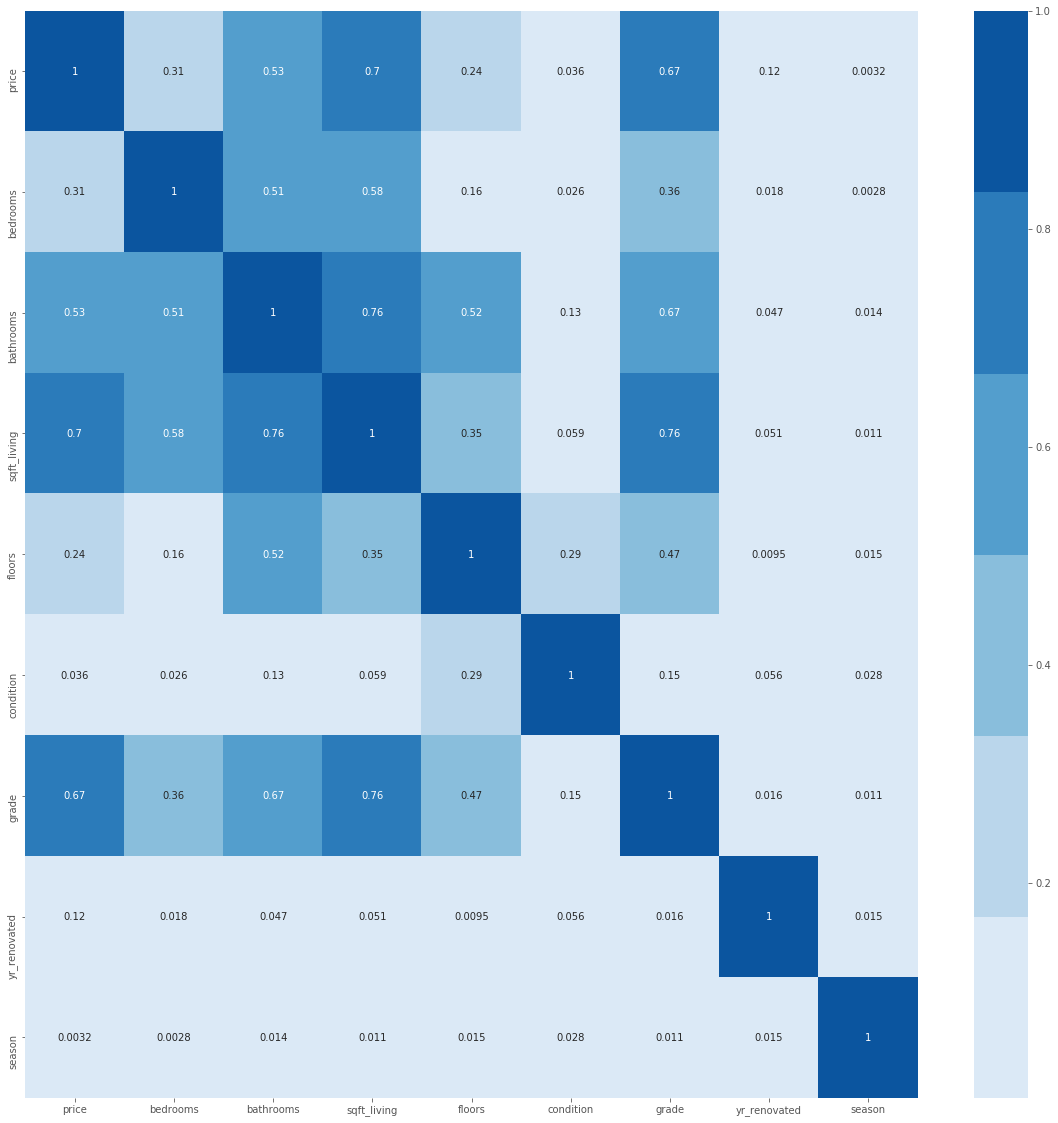 1.0
price 1 0.31 0.53 0.7 0.24 0.036 0.67 0.12 0.0032
bedrooms 0.31 1 0.51 0.58 0.16 0.026 0.36 0.018 0.0028
0.8
bathrooms 0.53 0.51 1 0.76 0.52 0.13 0.67 0.047 0.014
sqft_living 0.7 0.58 0.76 1 0.35 0.059 0.76 0.051 0.011
0.6
floors 0.24 0.16 0.52 0.35 1 0.29 0.47 0.0095 0.015
condition 0.036 0.026 0.13 0.059 0.29 1 0.15 0.056 0.028
0.4
grade 0.67 0.36 0.67 0.76 0.47 0.15 1 0.016 0.011
0.2
yr_renovated 0.12 0.018 0.047 0.051 0.0095 0.056 0.016 1 0.015
season 0.0032 0.0028 0.014 0.011 0.015 0.028 0.011 0.015 1
price bedrooms bathrooms sqft_living floors condition grade yr_renovated season